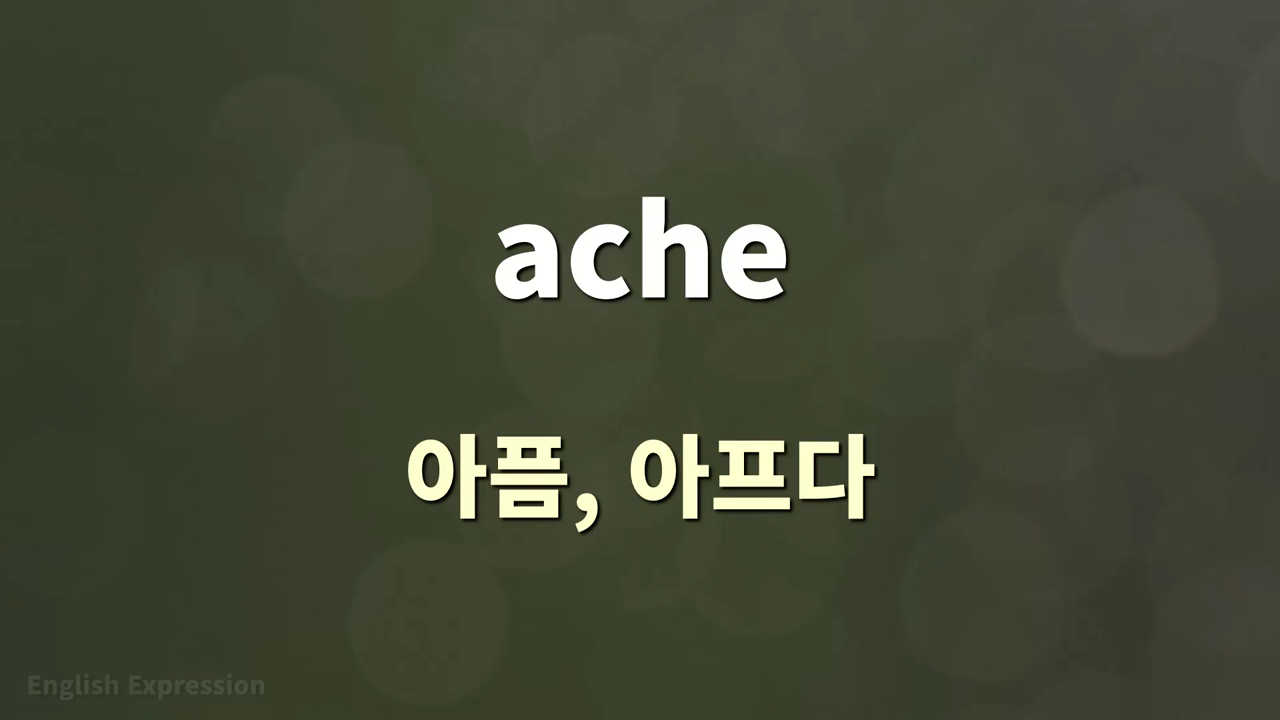 ache
아픔, 아프다
English Expression